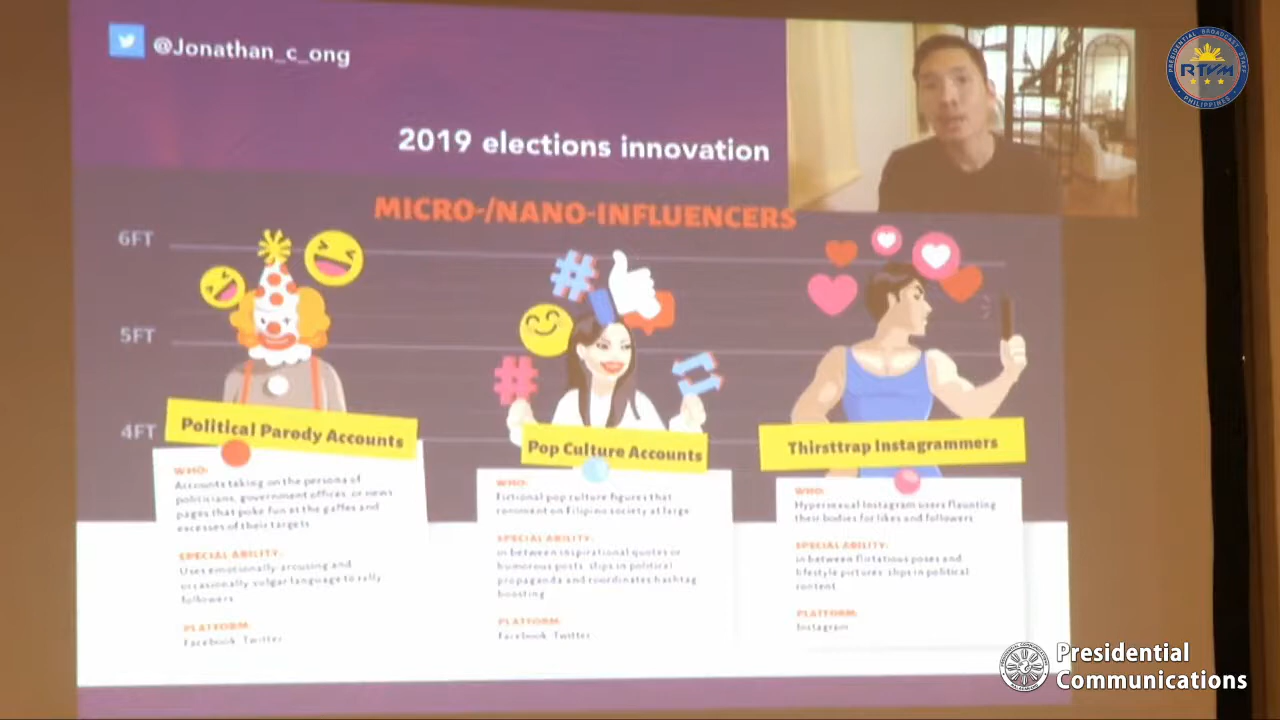 @Jonathan_c_ong
2019 elections innovation
MICRO-/NANO-INFLUENCERS
6FT
5FT
4FT
Political Parody Accounts
WHO:
Accounts taking on the persona of
politicians, government offices, or news
pages that poke fun at the gaffes and
excesses of their targets
SPECIAL ABILITY:
Uses emotionally-arousing and
occasionally-vulgar language to rally
followers
PLATFORM:
Facebook, Twitter
Pop Culture Accounts
WHO:
Fictional pop culture figures that
comment on Filipino society at large
SPECIAL ABILITY:
in between inspirational quotes or
humorous posts, slips in political
propaganda and coordinates hashtag
boosting
PLATFORM:
Facebook, Twitter
Thirsttrap Instagrammers
WHO:
Hypersexual Instagram users flaunting
their bodies for likes and followers
SPECIAL ABILITY:
in between flirtatious poses and
lifestyle pictures, slips in political
content
PLATFORM:
Instagram
PRESIDENTIAL BROADCAST STAFF
RTVM
PHILIPPINES
Presidential
Communications